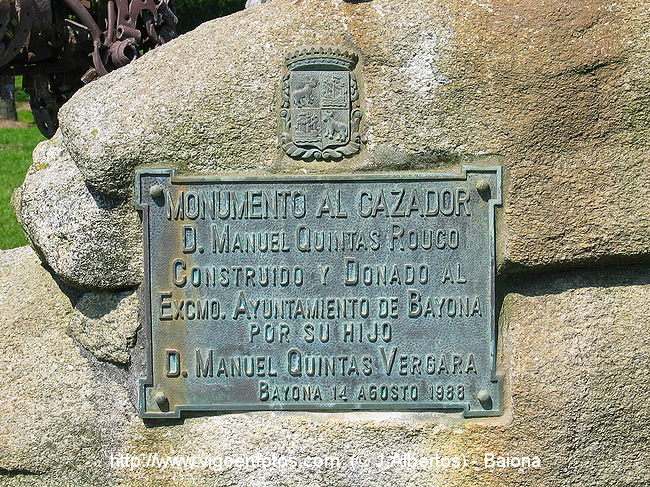 MONUMENTO AL CAZADOR
D. MANUEL QUINTAS ROUCO
CONSTRUIDO Y DONADO AL
EXCMO. AYUNTAMIENTO DE BAYONA
POR SU HIJO
D. MANUEL QUINTAS VERGARA
BAYONA 14 AGOSTO 1988
http://www.vigoenfotos.com (© J.Albertos) - Baiona